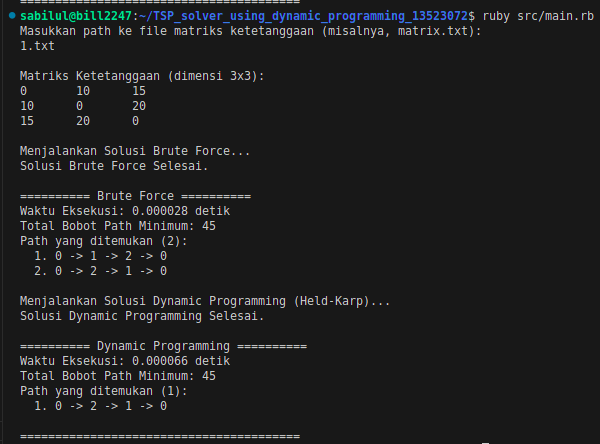 ========================================
sabilul@bill2247:~/TSP_solver_using_dynamic_programming_13523072$ ruby src/main.rb
Masukkan path ke file matriks ketetanggaan (misalnya, matrix.txt):
1.txt
Matriks Ketetanggaan (dimensi 3x3):
0 10 15
10 0 20
15 20 0
Menjalankan Solusi Brute Force...
Solusi Brute Force Selesai.
========== Brute Force ==========
Waktu Eksekusi: 0.000028 detik
Total Bobot Path Minimum: 45
Path yang ditemukan (2):
1. 0 -> 1 -> 2 -> 0
2. 0 -> 2 -> 1 -> 0
Menjalankan Solusi Dynamic Programming (Held-Karp)...
Solusi Dynamic Programming Selesai.
========== Dynamic Programming ==========
Waktu Eksekusi: 0.000066 detik
Total Bobot Path Minimum: 45
Path yang ditemukan (1):
1. 0 -> 2 -> 1 -> 0
========================================